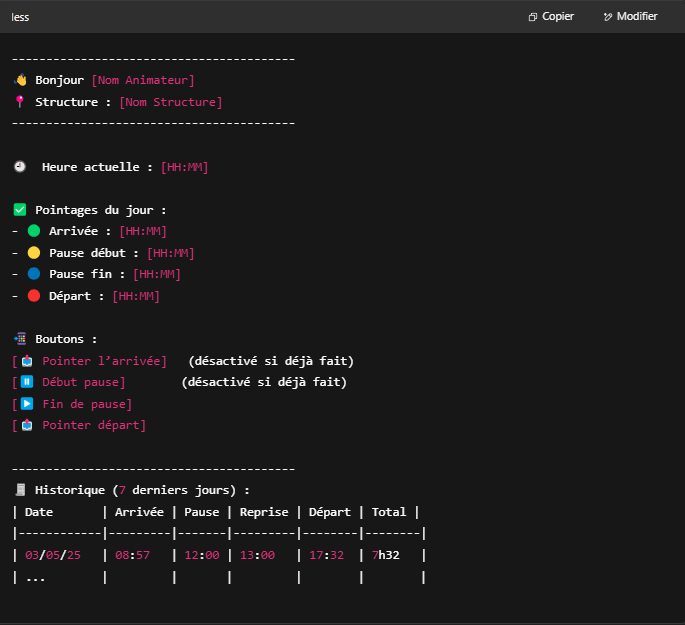 less
Copier
Modifier
----------------------------------------
👋 Bonjour [Nom Animateur]
📍 Structure : [Nom Structure]
----------------------------------------
🕘 Heure actuelle : [HH:MM]
✅ Pointages du jour :
- 🟢 Arrivée : [HH:MM]
- 🟡 Pause début : [HH:MM]
- 🔵 Pause fin : [HH:MM]
- 🔴 Départ : [HH:MM]
📲 Boutons :
[📥 Pointer l’arrivée]   (désactivé si déjà fait)
[⏸️ Début pause]        (désactivé si déjà fait)
[▶️ Fin de pause]
[📤 Pointer départ]
----------------------------------------
🧾 Historique (7 derniers jours) :
| Date       | Arrivée | Pause | Reprise | Départ | Total |
|------------|---------|-------|---------|--------|--------|
| 03/05/25   | 08:57   | 12:00 | 13:00   | 17:32  | 7h32   |
| ...        |         |       |         |        |        |